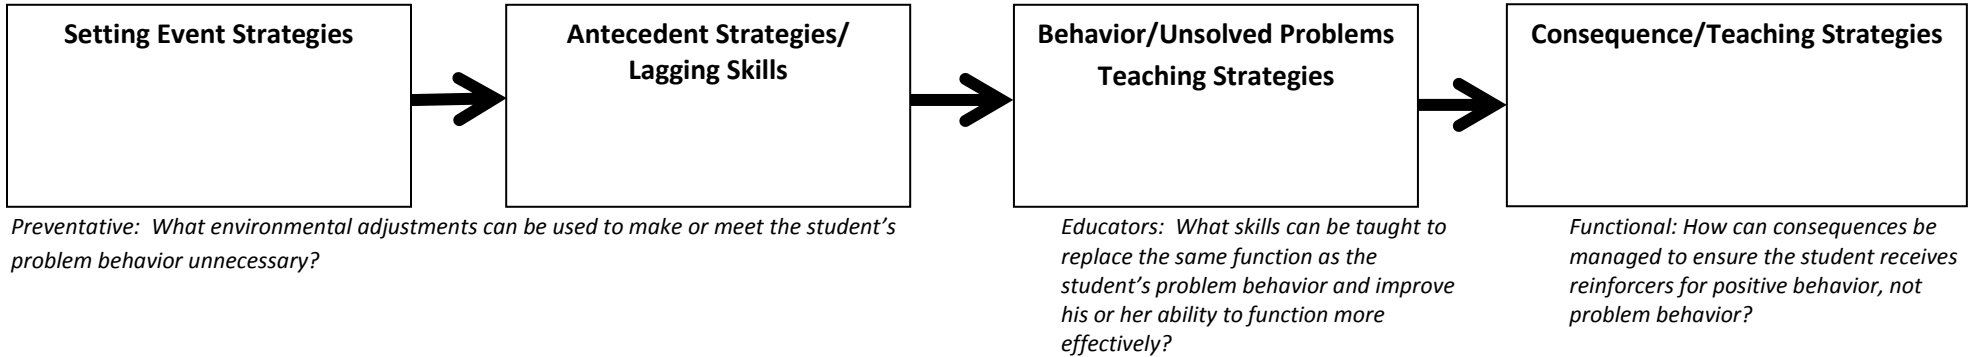 Setting Event Strategies
Antecedent Strategies/
Lagging Skills
Behavior/Unsolved Problems
Teaching Strategies
Consequence/Teaching Strategies
Preventative:  What environmental adjustments can be used to make or meet the student's
problem behavior unnecessary?
Educators:  What skills can be taught to
replace the same function as the
student's problem behavior and improve
his or her ability to function more
effectively?
Functional: How can consequences be
managed to ensure the student receives
reinforcers for positive behavior, not
problem behavior?